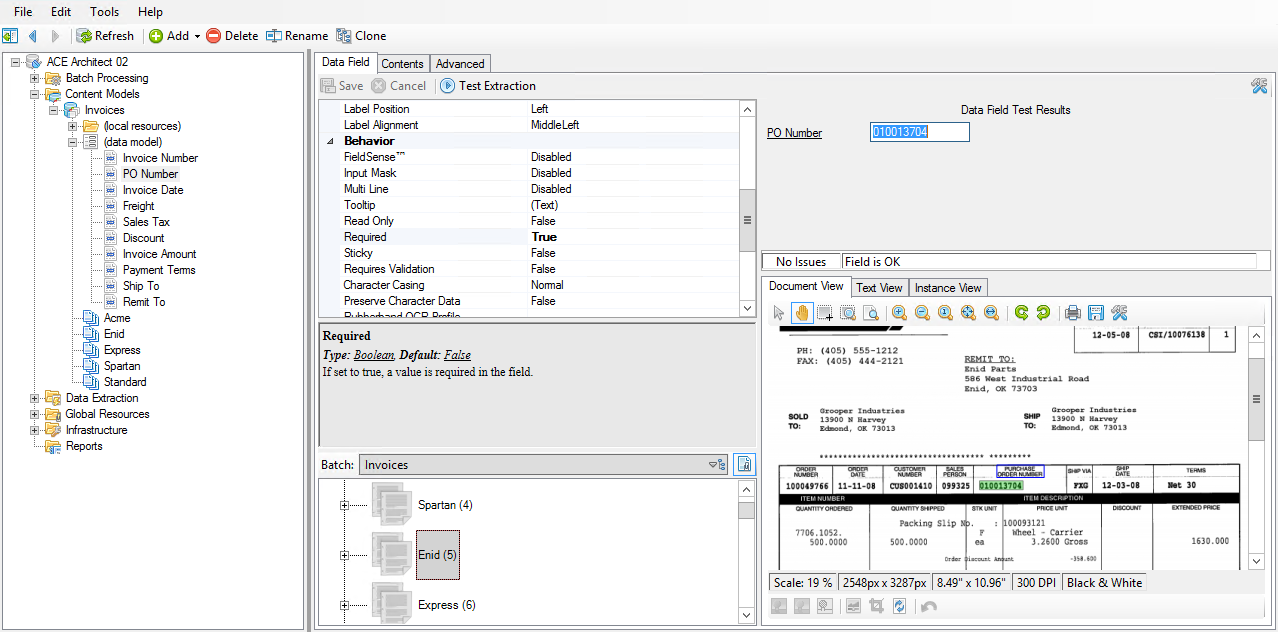 File Edit Tools Help
Refresh Add Delete Rename Clone
ACE Architect 02
Batch Processing
Content Models
Invoices
(local resources)
(data model)
Invoice Number
PO Number
Invoice Date
Freight
Sales Tax
Discount
Invoice Amount
Payment Terms
Ship To
Remit To
Acme
Enid
Express
Spartan
Standard
Data Extraction
Global Resources
Infrastructure
Reports
Data Field Contents Advanced
Save Cancel Test Extraction
Label Position Left
Label Alignment MiddleLeft
Behavior
FieldSense™ Disabled
Input Mask Disabled
Multi Line Disabled
Tooltip (Text)
Read Only False
Required True
Sticky False
Requires Validation False
Character Casing Normal
Preserve Character Data False
Rubberband OCR Profile
Required
Type: Boolean, Default: False
If set to true, a value is required in the field.
Batch: Invoices
Spartan (4)
Enid (5)
Express (6)
Data Field Test Results
PO Number 010013704
No Issues Field is OK
Document View Text View Instance View
12-05-08 CSI/10076138 1
PH: (405) 555-1212
FAX: (405) 444-2121
REMIT TO:
Enid Parts
586 West Industrial Road
Enid, OK 73703
SOLD TO: Grooper Industries
13900 N Harvey
Edmond, OK 73013
SHIP TO: Grooper Industries
13900 N Harvey
Edmond, OK 73013
********************************** *********
ORDER NUMBER ORDER DATE CUSTOMER NUMBER SALES PERSON PURCHASE ORDER NUMBER SHIP VIA SHIP DATE TERMS
100049766 11-11-08 CUS001410 099325 010013704 FXG 12-03-08 Net 30
ITEM NUMBER ITEM DESCRIPTION
QUANTITY ORDERED QUANTITY SHIPPED STK UNIT PRICE UNIT DISCOUNT EXTENDED PRICE
Packing Slip No. : 100093121
7706.1052. F Wheel - Carrier
500.0000 500.0000 ea 3.2600 Gross 1630.000
Order Discount Amount -358.600
Scale: 19 % 2548px x 3287px 8.49" x 10.96" 300 DPI Black & White